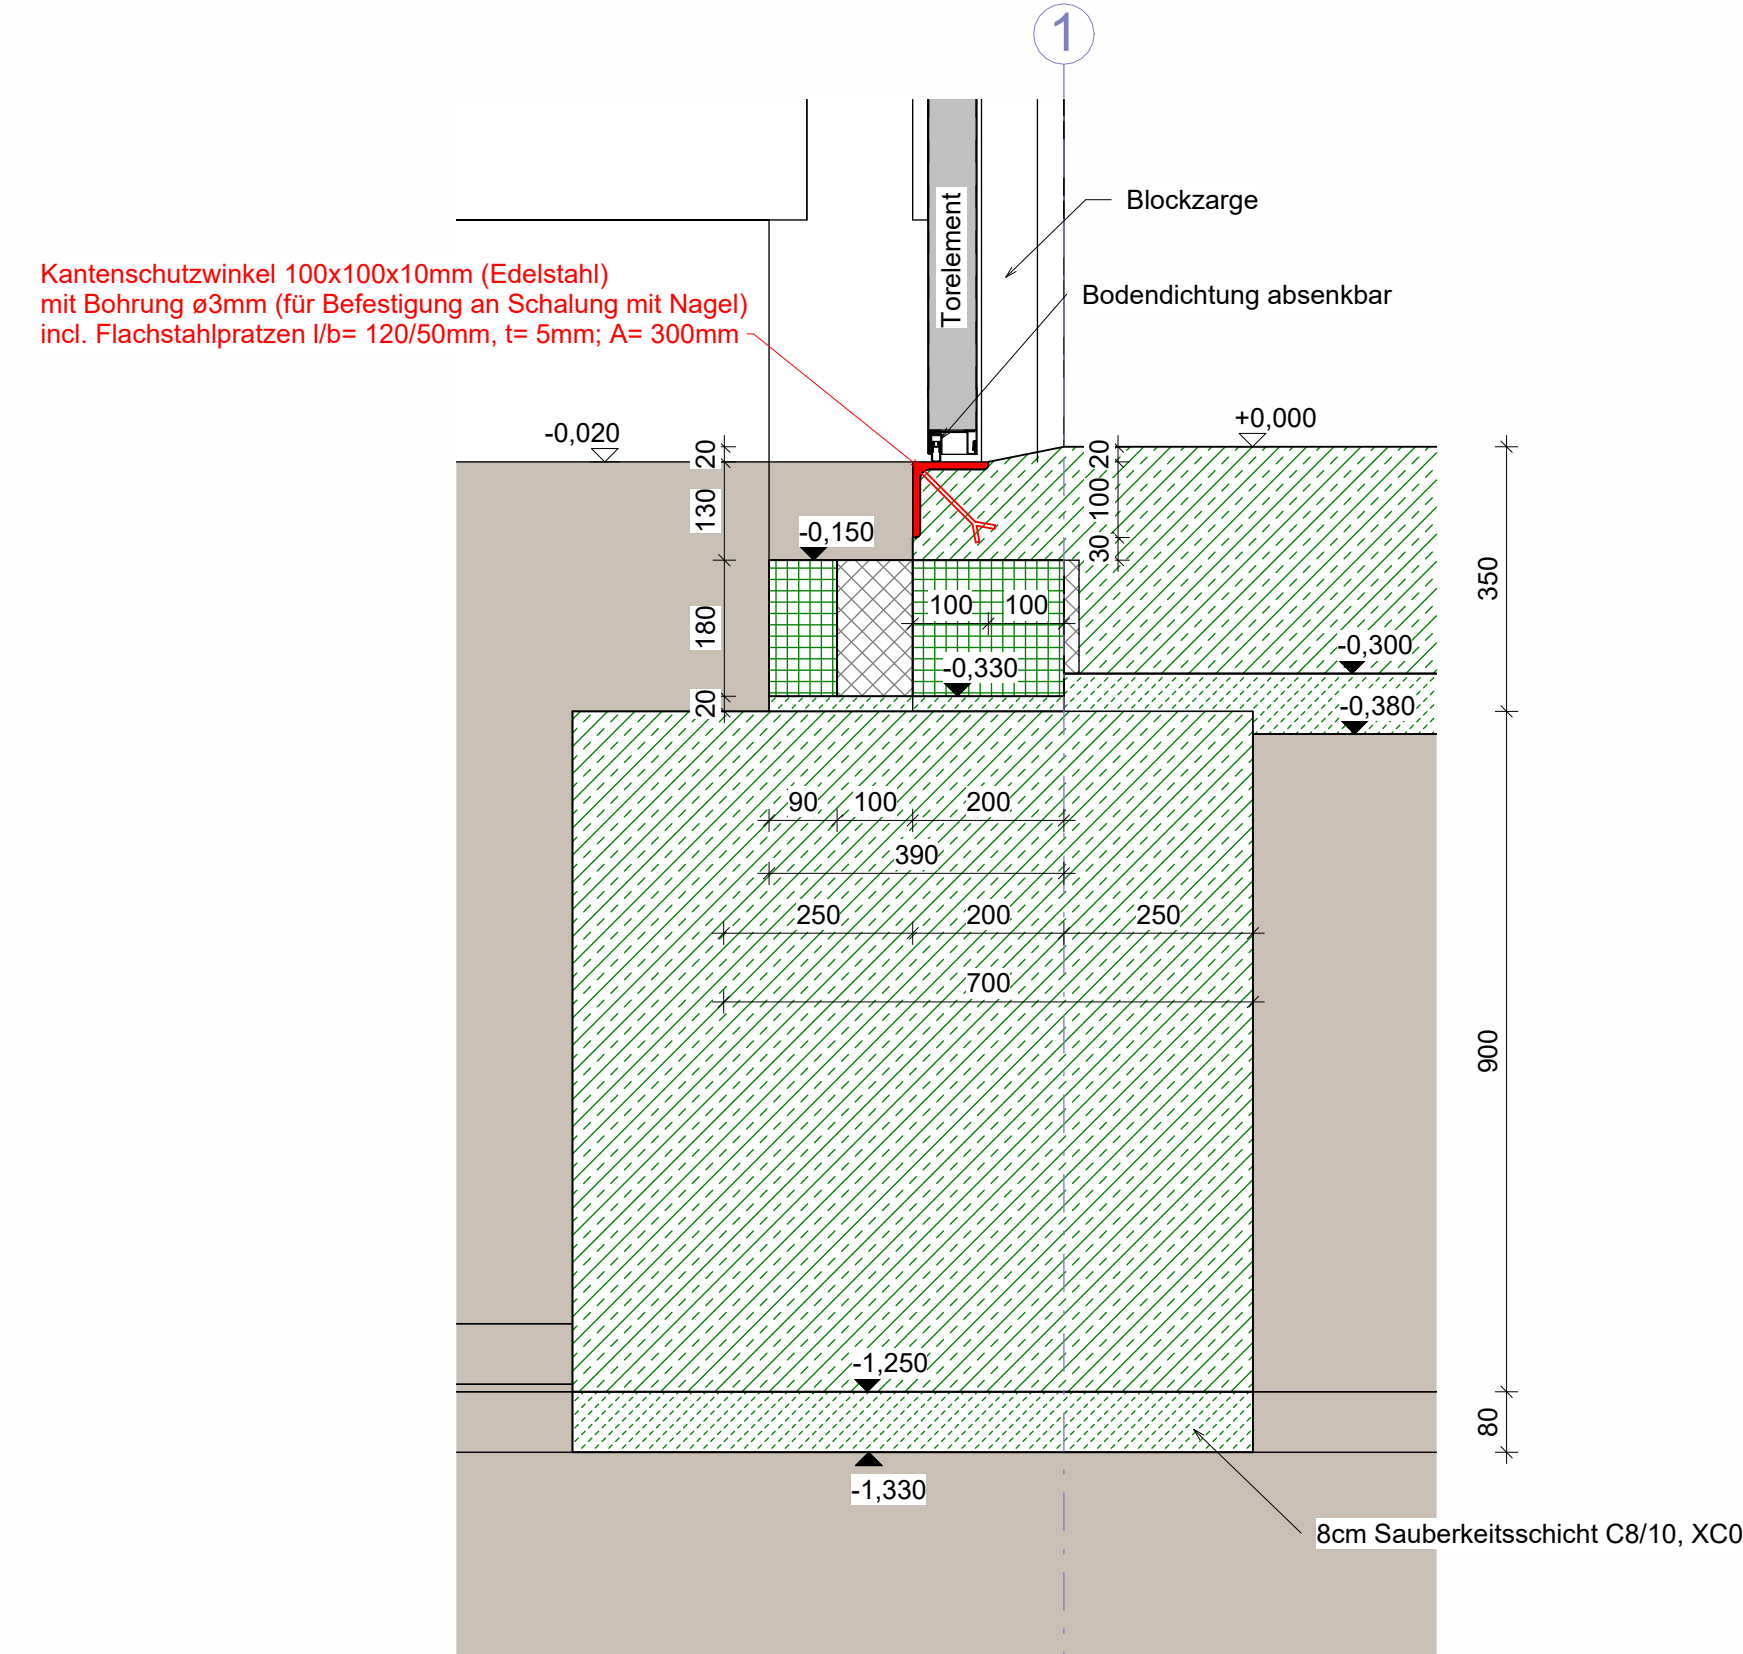 1
Blockzarge
Torelement
Kantenschutzwinkel 100x100x10mm (Edelstahl)
mit Bohrung ø3mm (für Befestigung an Schalung mit Nagel)
incl. Flachstahlpratzen l/b= 120/50mm, t= 5mm; A= 300mm
Bodendichtung absenkbar
-0,020
+0,000
20
130
180
20
-0,150
20
100
30
100 100
-0,330
-0,300
-0,380
350
90 100 200
390
250 200 250
700
900
-1,250
80
-1,330
8cm Sauberkeitsschicht C8/10, XC0